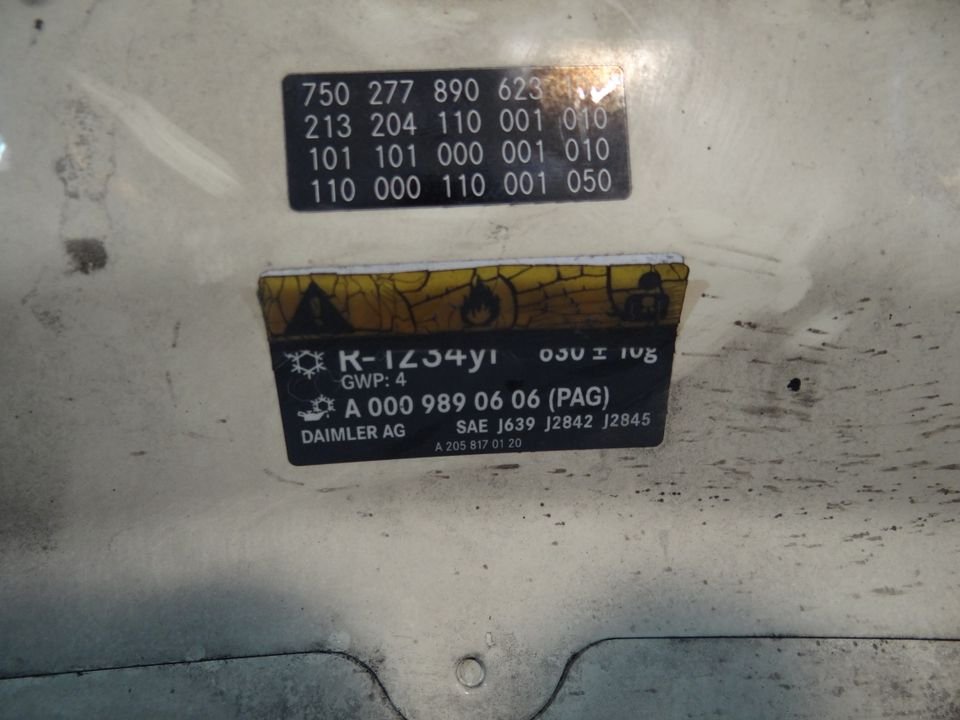 750 277 890 623
213 204 110 001 010
101 101 000 001 010
110 000 110 001 050
R-1234yf 630 ± 10g
GWP: 4
A 000 989 06 06 (PAG)
DAIMLER AG SAE J639 J2842 J2845
A 205 817 01 20